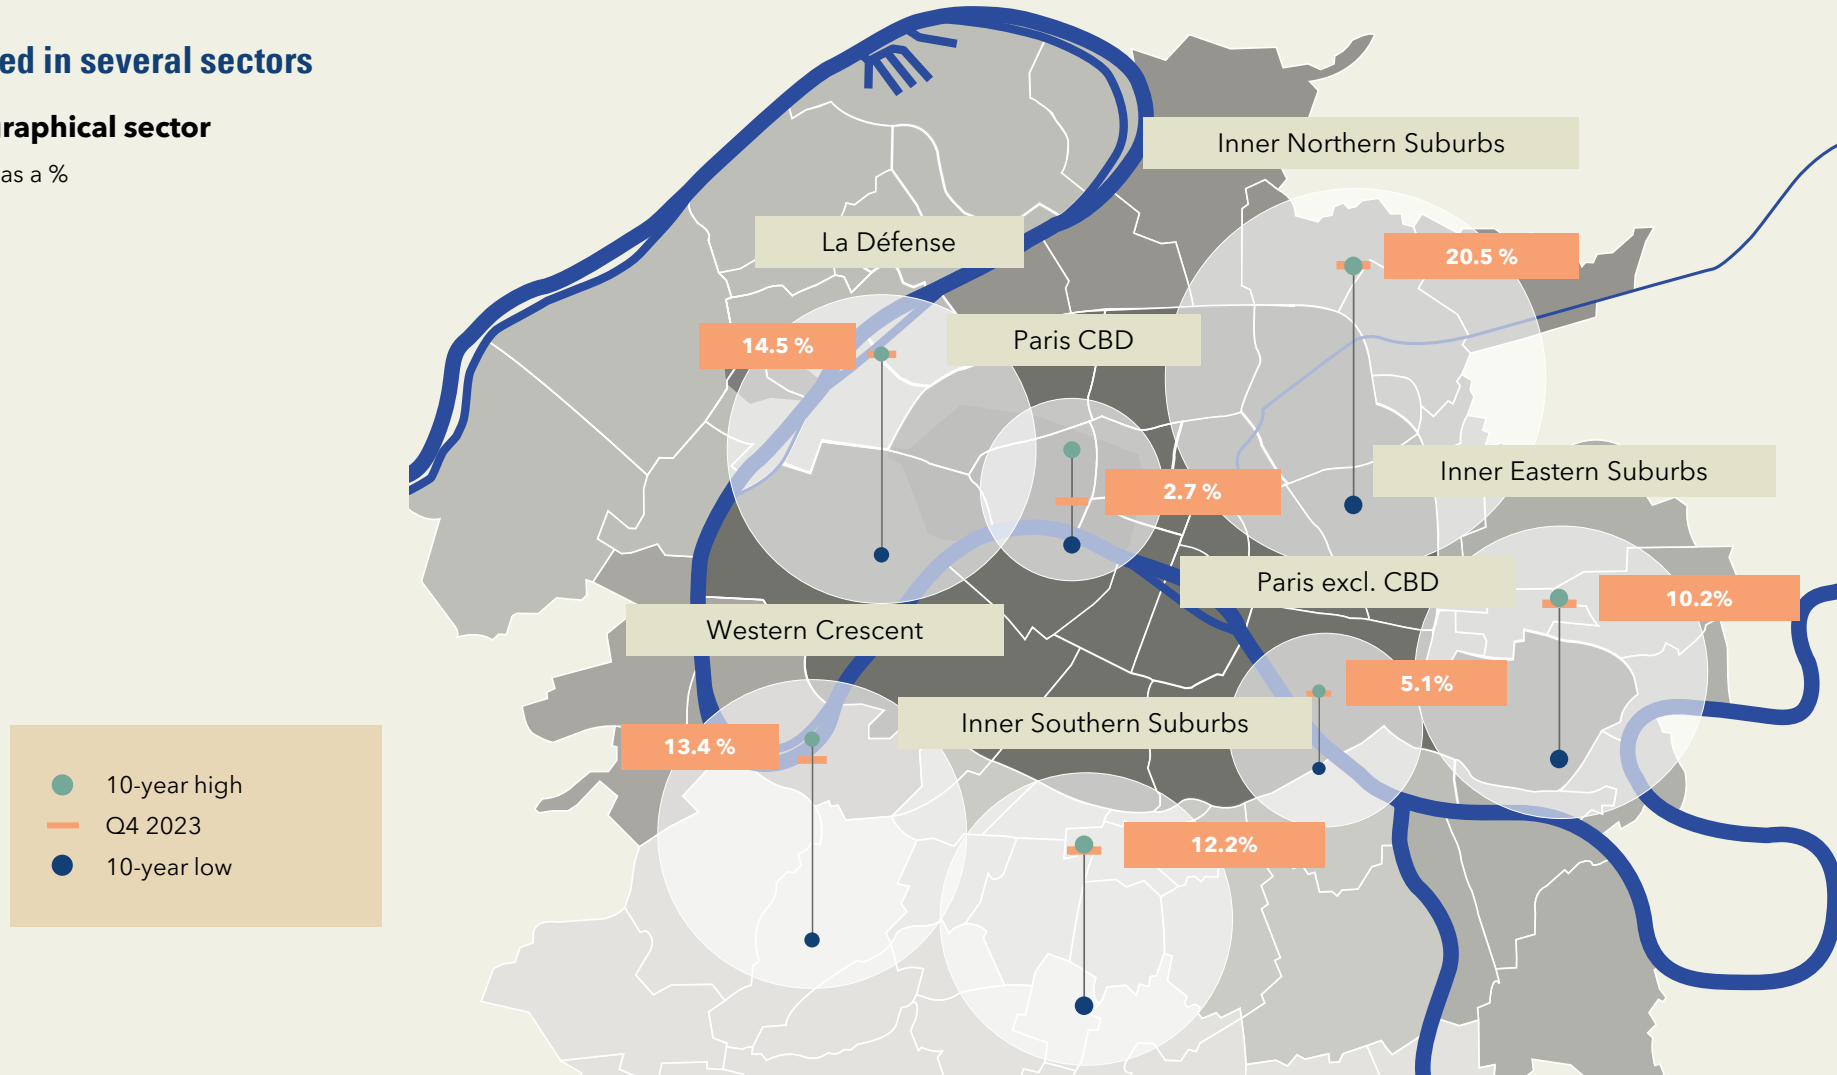 ed in several sectors
raphical sector
as a %
Inner Northern Suburbs
20.5 %
La Défense
14.5 %
Paris CBD
2.7 %
Inner Eastern Suburbs
10.2%
Paris excl. CBD
5.1%
Western Crescent
13.4 %
Inner Southern Suburbs
12.2%
10-year high
Q4 2023
10-year low